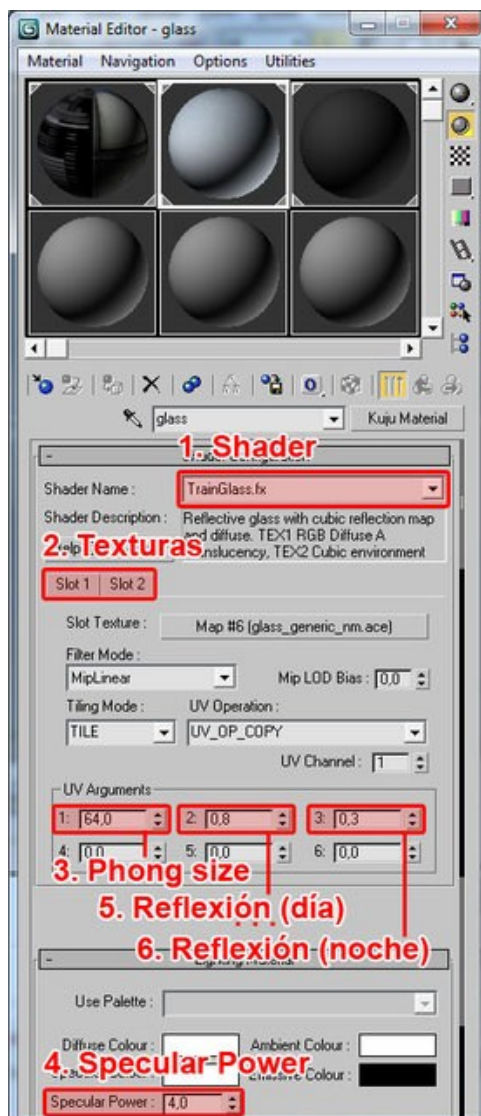 Material Editor - glass
Material Navigation Options Utilities
glass
Kuju Material
1. Shader
Shader Name :
TrainGlass.fx
Shader Description :
Reflective glass with cubic reflection map
and diffuse. TEX1 RGB Diffuse A
2. Texturas
TEX2 Cubic environment
Slot 1 Slot 2
Slot Texture :
Map #6 (glass_generic_nm.ace)
Filter Mode :
MipLinear
Mip LOD Bias : 0,0
Tiling Mode : UV Operation :
TILE UV_OP_COPY
UV Channel : 1
UV Arguments
1: 64,0 2: 0,8 3: 0,3
4: 0,0 5: 0,0 6: 0,0
3. Phong size
5. Reflexión (día)
6. Reflexión (noche)
Use Palette :
Diffuse Colour : Ambient Colour :
4. Specular Power
Colour :
Specular Power : 4,0